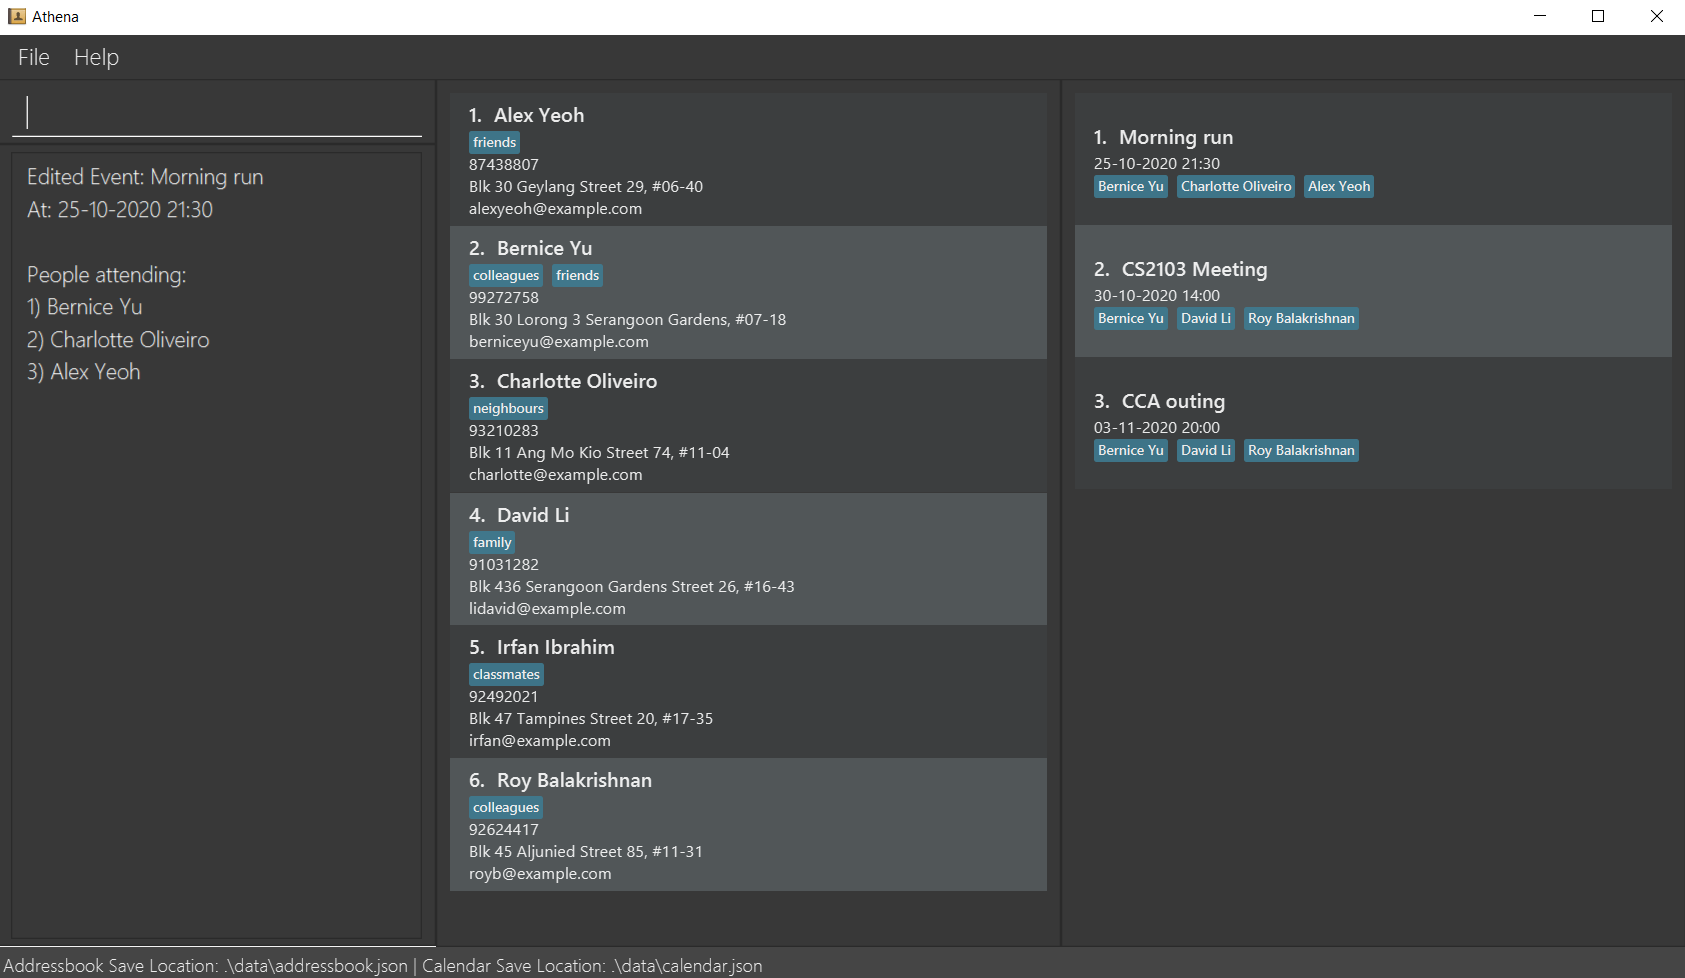 Athena
File Help
Edited Event: Morning run
At: 25-10-2020 21:30
People attending:
1) Bernice Yu
2) Charlotte Oliveiro
3) Alex Yeoh
1. Alex Yeoh
friends
87438807
Blk 30 Geylang Street 29, #06-40
alexyeoh@example.com
2. Bernice Yu
colleagues friends
99272758
Blk 30 Lorong 3 Serangoon Gardens, #07-18
berniceyu@example.com
3. Charlotte Oliveiro
neighbours
93210283
Blk 11 Ang Mo Kio Street 74, #11-04
charlotte@example.com
4. David Li
family
91031282
Blk 436 Serangoon Gardens Street 26, #16-43
lidavid@example.com
5. Irfan Ibrahim
classmates
92492021
Blk 47 Tampines Street 20, #17-35
irfan@example.com
6. Roy Balakrishnan
colleagues
92624417
Blk 45 Aljunied Street 85, #11-31
royb@example.com
1. Morning run
25-10-2020 21:30
Bernice Yu Charlotte Oliveiro Alex Yeoh
2. CS2103 Meeting
30-10-2020 14:00
Bernice Yu David Li Roy Balakrishnan
3. CCA outing
03-11-2020 20:00
Bernice Yu David Li Roy Balakrishnan
Addressbook Save Location: .\data\addressbook.json | Calendar Save Location: .\data\calendar.json